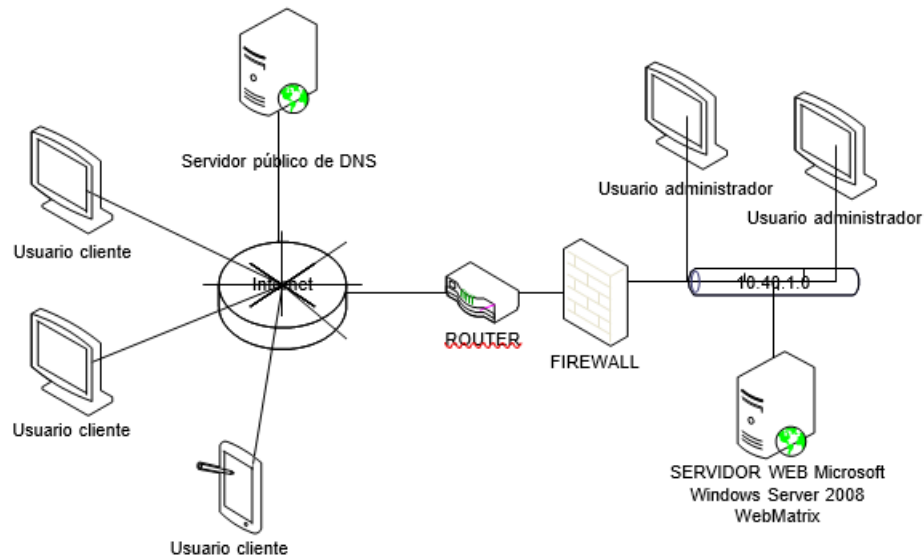 Servidor público de DNS
Usuario administrador
Usuario administrador
Usuario cliente
Internet
10.40.1.0
ROUTER
FIREWALL
Usuario cliente
SERVIDOR WEB Microsoft
Windows Server 2008
WebMatrix
Usuario cliente